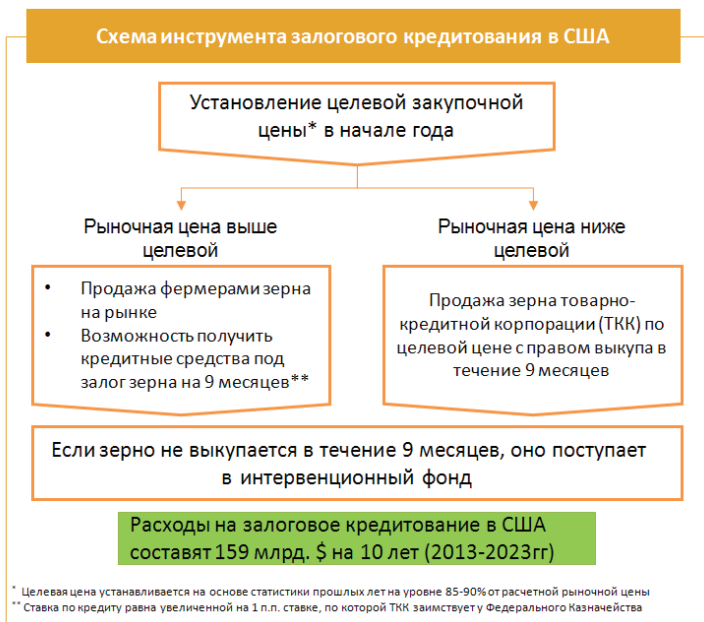 Схема инструмента залогового кредитования в США
Установление целевой закупочной
цены* в начале года
Рыночная цена выше
целевой
Рыночная цена ниже
целевой
• Продажа фермерами зерна
на рынке
• Возможность получить
кредитные средства под
залог зерна на 9 месяцев**
Продажа зерна товарно-
кредитной корпорации (ТКК) по
целевой цене с правом выкупа в
течение 9 месяцев
Если зерно не выкупается в течение 9 месяцев, оно поступает
в интервенционный фонд
Расходы на залоговое кредитование в США
составят 159 млрд. $ на 10 лет (2013-2023гг)
* Целевая цена устанавливается на основе статистики прошлых лет на уровне 85-90% от расчетной рыночной цены
** Ставка по кредиту равна увеличенной на 1 п.п. ставке, по которой ТКК заимствует у Федерального Казначейства